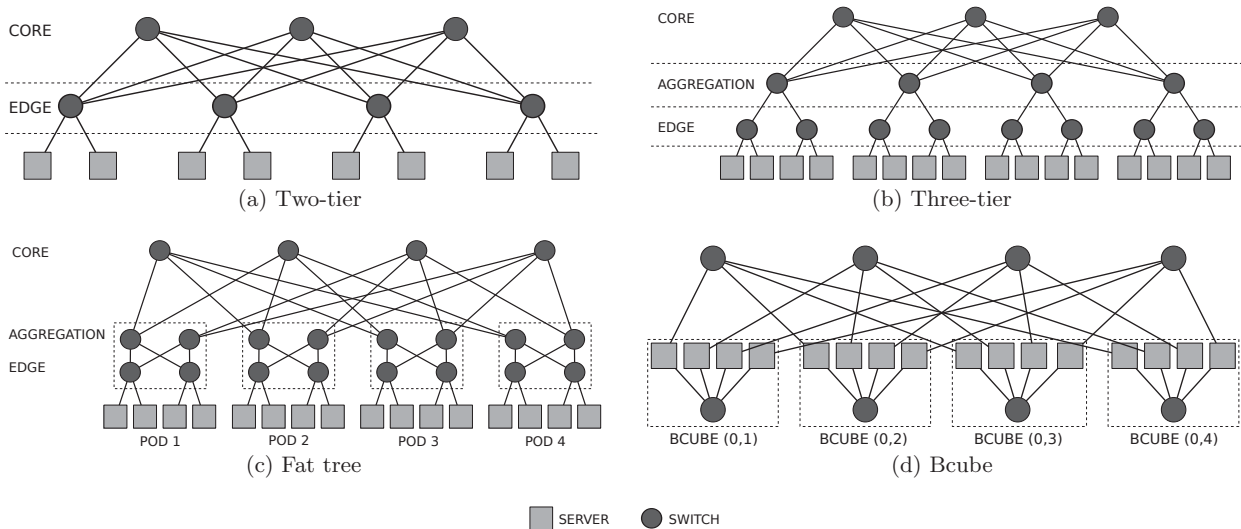 CORE
EDGE
(a) Two-tier
CORE
AGGREGATION
EDGE
(b) Three-tier
CORE
AGGREGATION
EDGE
POD 1 POD 2 POD 3 POD 4
(c) Fat tree
BCUBE (0,1) BCUBE (0,2) BCUBE (0,3) BCUBE (0,4)
(d) Bcube
SERVER SWITCH